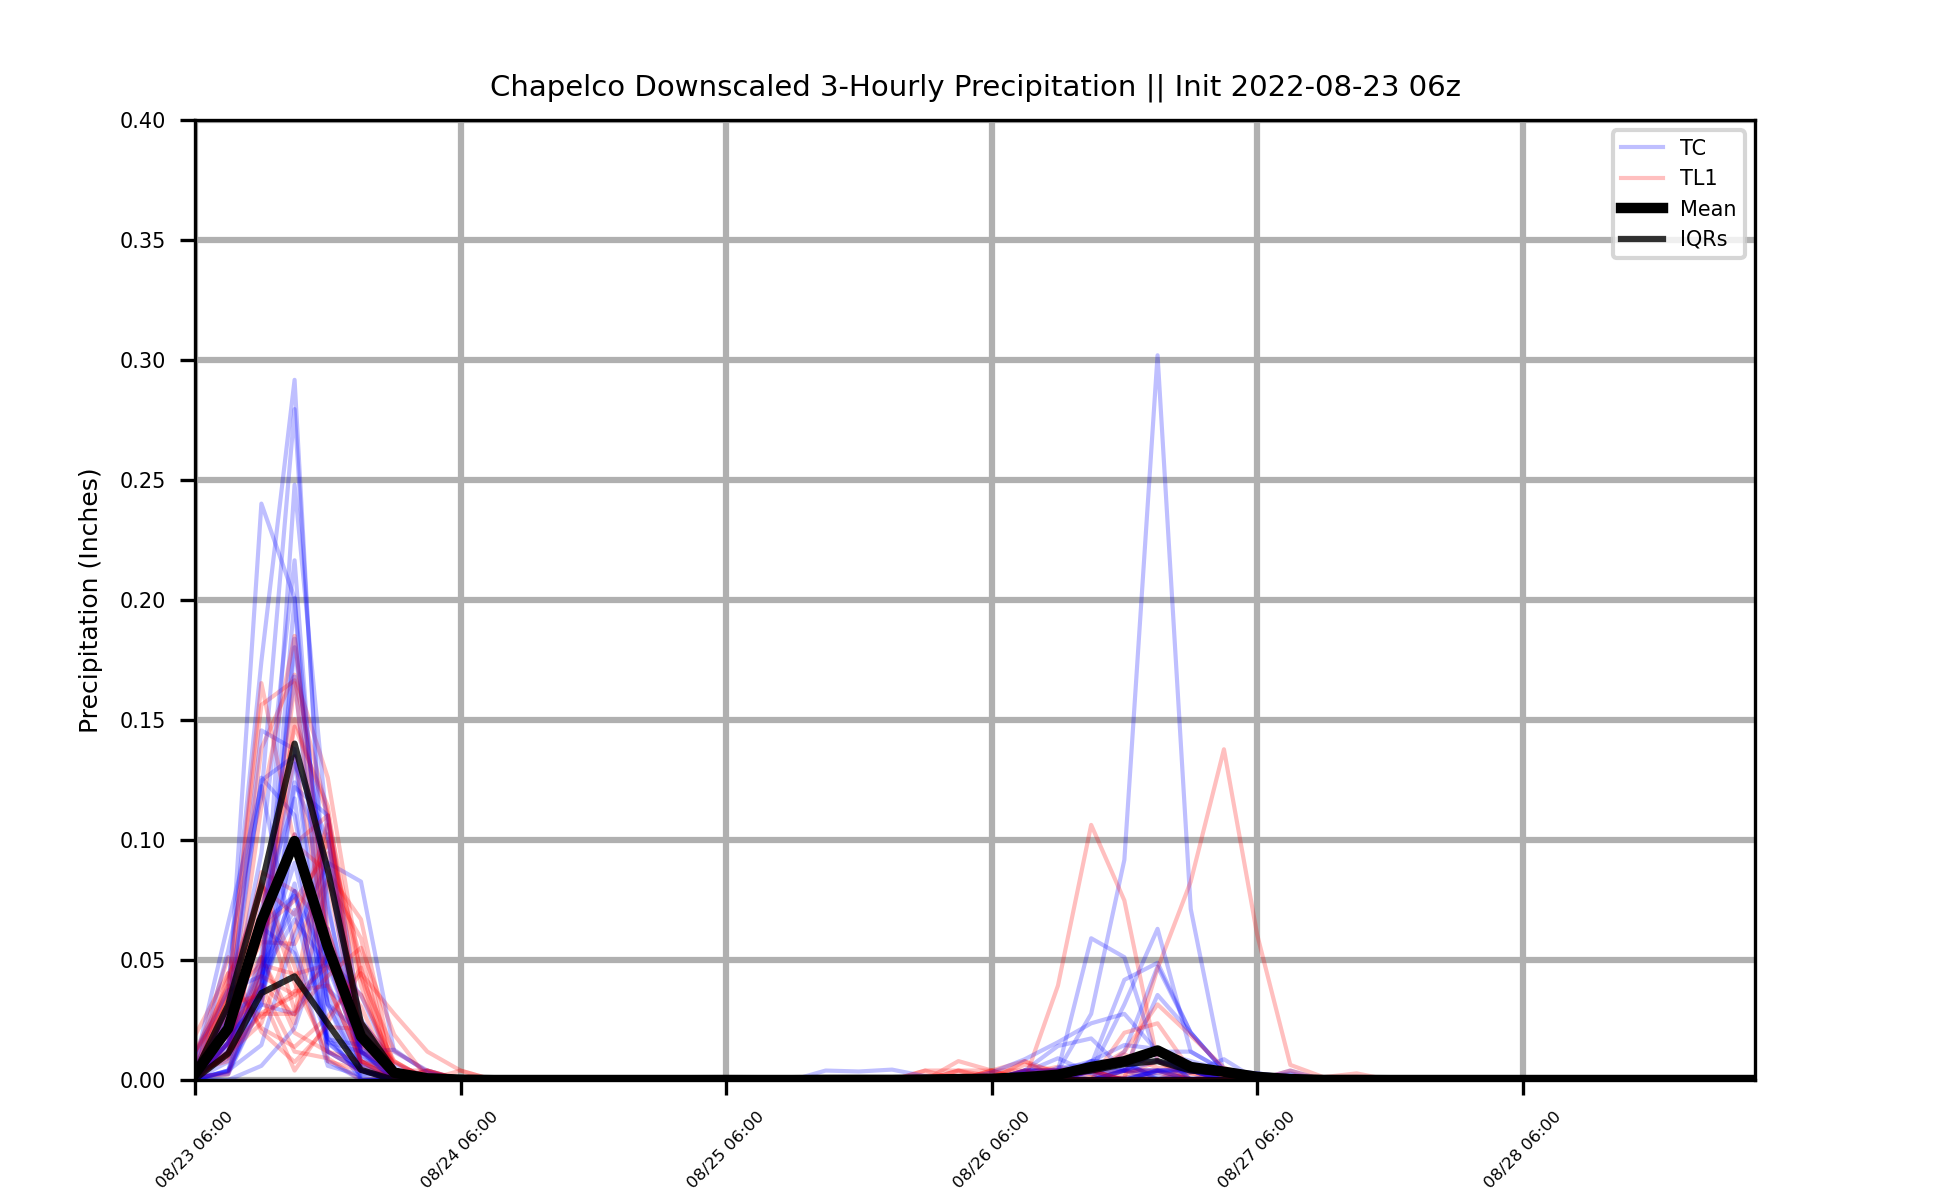 Chapelco Downscaled 3-Hourly Precipitation || Init 2022-08-23 06z
Precipitation (Inches)
0.40
0.35
0.30
0.25
0.20
0.15
0.10
0.05
0.00
TC
TL1
Mean
IQRs
08/23 06:00
08/24 06:00
08/25 06:00
08/26 06:00
08/27 06:00
08/28 06:00